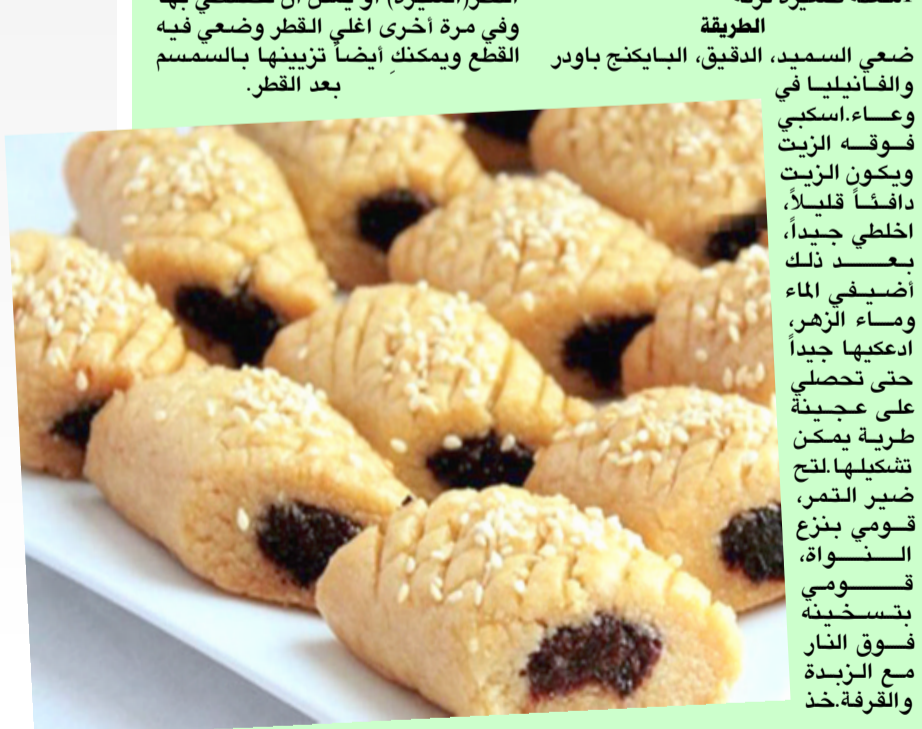 الطريقة
ضعي السميد، الدقيق، البايكنج باودر
والفانيليا في
وعاء.اسكبي
فوقه الزيت
ويكون الزيت
دافئاً قليلاً،
اخلطي جيداً،
بعد ذلك
أضيفي الماء
وماء الزهر،
ادعكيها جيداً
حتى تحصلي
على عجينة
طرية يمكن
تشكيلها.لتح
ضير التمر،
قومي بنزع
النواة،
قومي
بتسخينه
فوق النار
مع الزبدة
والقرفة.خذ
وفي مرة أخرى اغلي القطر وضعي فيه
القطع ويمكنكِ أيضاً تزيينها بالسمسم
بعد القطر.